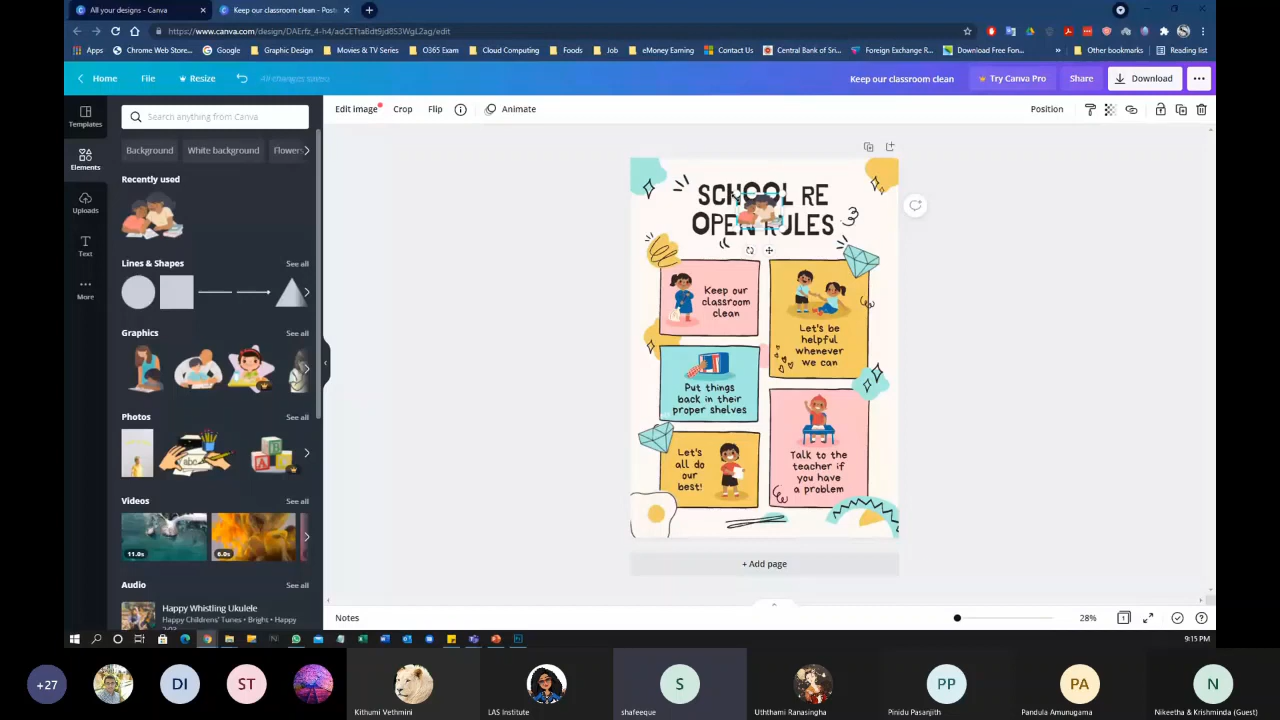 All your designs - Canva
Keep our classroom clean - Post
https://www.canva.com/design/DAErfz_4-h4/adCETtaBdt9jd8S3WgL2ag/edit
Apps
Chrome Web Store...
Google
Graphic Design
Movies & TV Series
O365 Exam
Cloud Computing
Foods
Job
eMoney Earning
Contact Us
Central Bank of Sri...
Foreign Exchange R...
Download Free Fon...
Other bookmarks
Reading list
Home
File
Resize
All changes saved
Keep our classroom clean
Try Canva Pro
Share
Download
Edit image
Crop
Flip
Animate
Position
Templates
Elements
Uploads
Text
More
Search anything from Canva
Background
White background
Flower
Recently used
Lines & Shapes
See all
Graphics
See all
Photos
See all
Videos
See all
11.0s
6.0s
Audio
See all
Happy Whistling Ukulele
Happy Childrens' Tunes • Bright • Happy
SCHOOL RE
OPEN RULES
Keep our
classroom
clean
Let's be
helpful
whenever
we can
Put things
back in their
proper shelves
Let's
all do
our
best!
Talk to the
teacher if
you have
a problem
+ Add page
Notes
28%
1
9:15 PM
+27
DI
ST
Kithumi Vethmini
LAS Institute
S
shafeeque
Uththami Ranasingha
PP
Pinidu Pasanjith
PA
Pandula Amunugama
N
Nikeetha & Krishminda (Guest)